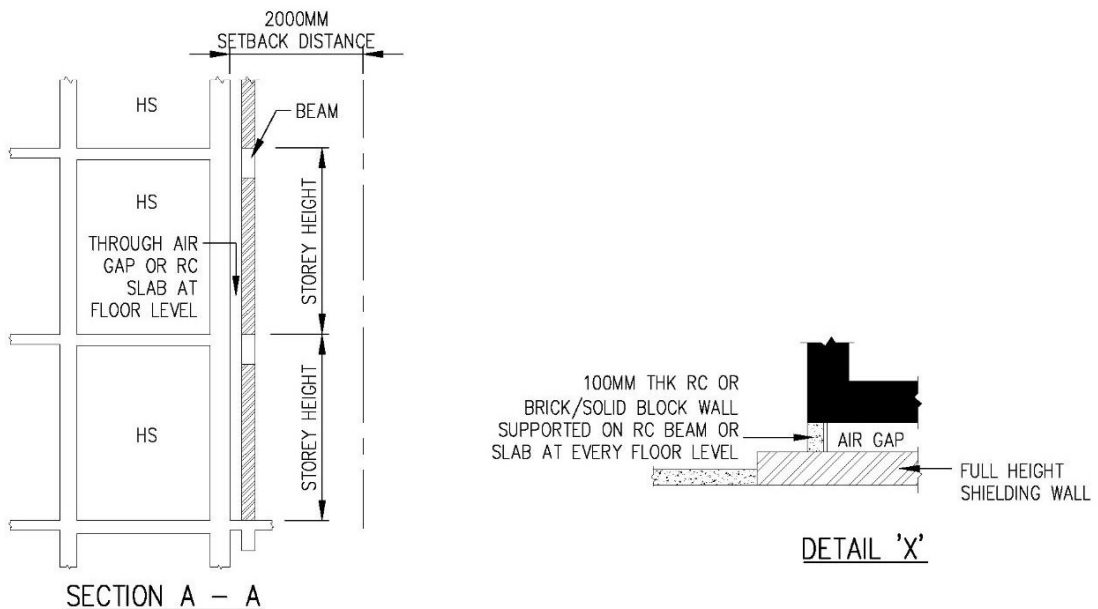 2000MM
SETBACK DISTANCE
HS
BEAM
HS
THROUGH AIR
GAP OR RC
SLAB AT
FLOOR LEVEL
STOREY HEIGHT
HS
STOREY HEIGHT
SECTION A - A
100MM THK RC OR
BRICK/SOLID BLOCK WALL
SUPPORTED ON RC BEAM OR
SLAB AT EVERY FLOOR LEVEL
AIR GAP
FULL HEIGHT
SHIELDING WALL
DETAIL 'X'